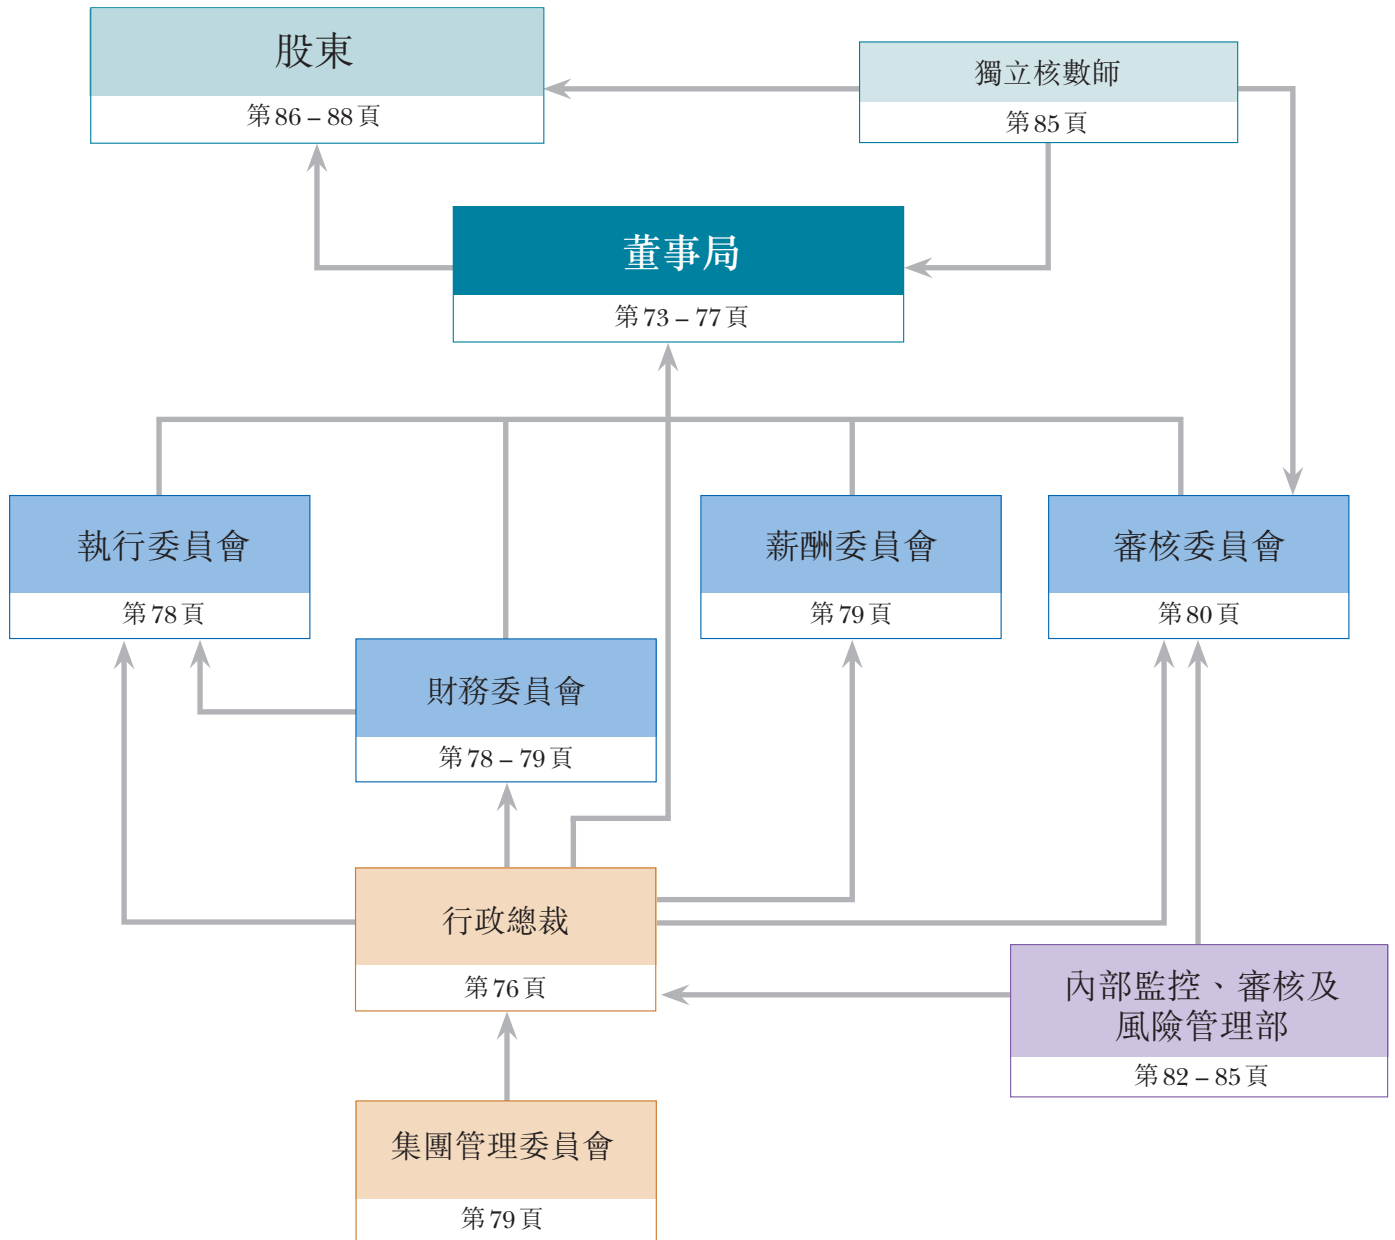 股東
第86 – 88頁
獨立核數師
第85頁
董事局
第73 – 77頁
執行委員會
第78頁
財務委員會
第78 – 79頁
薪酬委員會
第79頁
審核委員會
第80頁
行政總裁
第76頁
內部監控、審核及
風險管理部
第82 – 85頁
集團管理委員會
第79頁